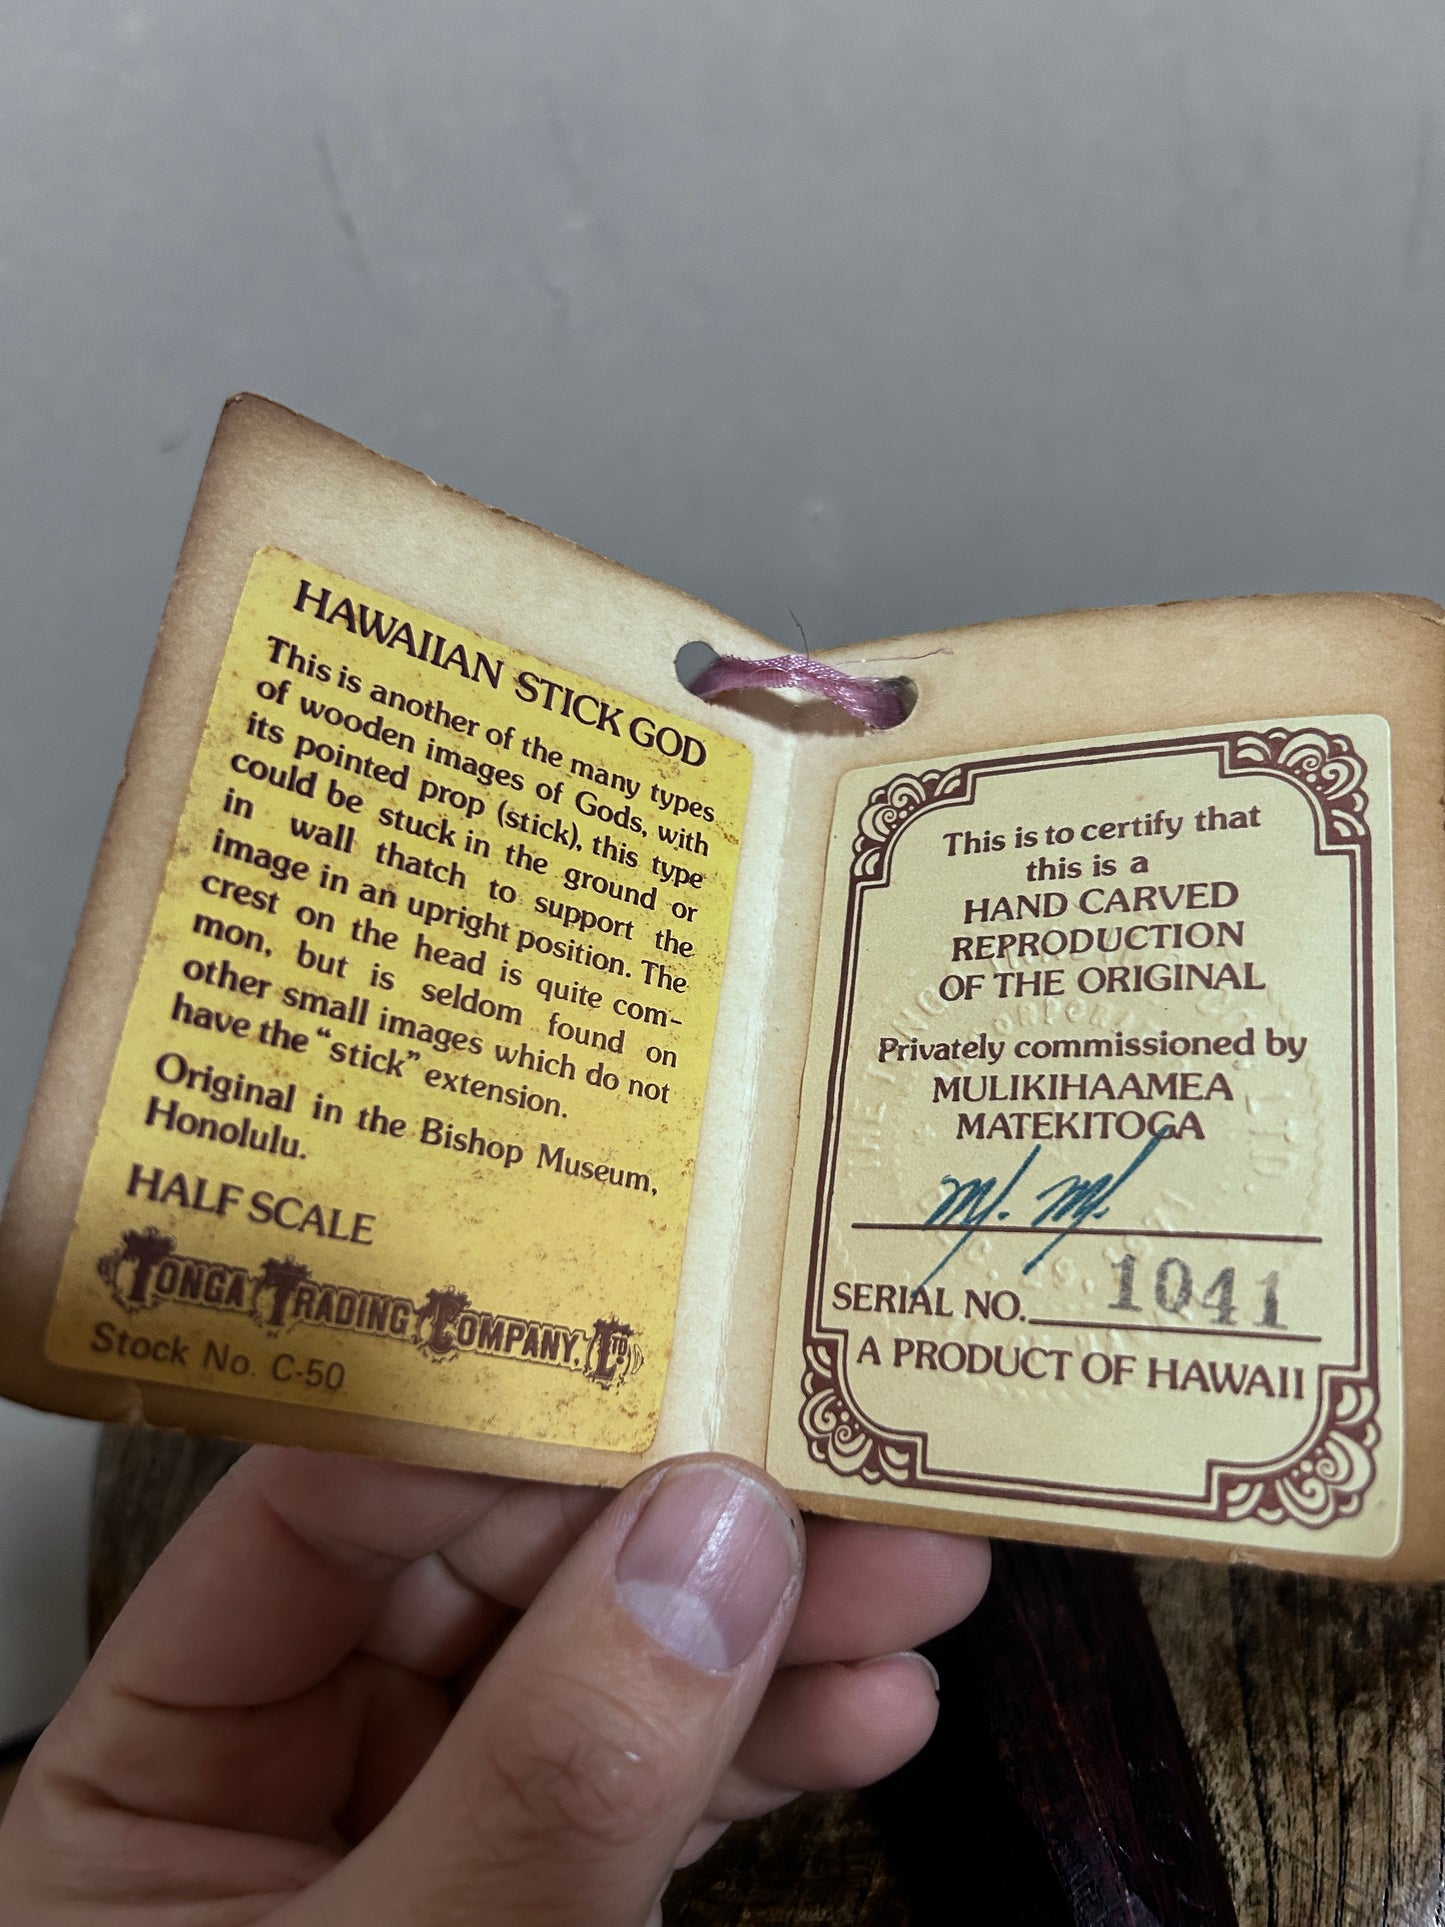 HAWAIIAN STICK GOD
This is another of the many types
of wooden images of Gods, with
its pointed prop (stick), this type
could be stuck in the ground or
in wall thatch to support the
image in an upright position. The
crest on the head is quite com-
mon, but is seldom found on
other small images which do not
have the “stick” extension.
Original in the Bishop Museum,
Honolulu.
HALF SCALE
TONGA TRADING COMPANY, LTD.
Stock No. C-50
This is to certify that
this is a
HAND CARVED
REPRODUCTION
OF THE ORIGINAL
Privately commissioned by
MULIKIHAAMEA
MATEKITOGA
M. M.
SERIAL NO. 1041
A PRODUCT OF HAWAII